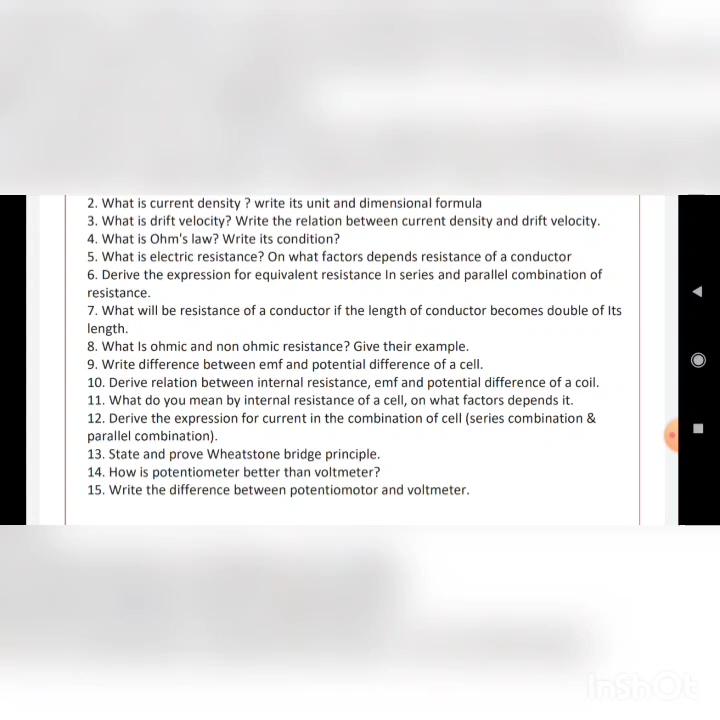 2. What is current density ? write its unit and dimensional formula
3. What is drift velocity? Write the relation between current density and drift velocity.
4. What is Ohm's law? Write its condition?
5. What is electric resistance? On what factors depends resistance of a conductor
6. Derive the expression for equivalent resistance In series and parallel combination of
resistance.
7. What will be resistance of a conductor if the length of conductor becomes double of Its
length.
8. What Is ohmic and non ohmic resistance? Give their example.
9. Write difference between emf and potential difference of a cell.
10. Derive relation between internal resistance, emf and potential difference of a coil.
11. What do you mean by internal resistance of a cell, on what factors depends it.
12. Derive the expression for current in the combination of cell (series combination &
parallel combination).
13. State and prove Wheatstone bridge principle.
14. How is potentiometer better than voltmeter?
15. Write the difference between potentiomotor and voltmeter.
InShOt